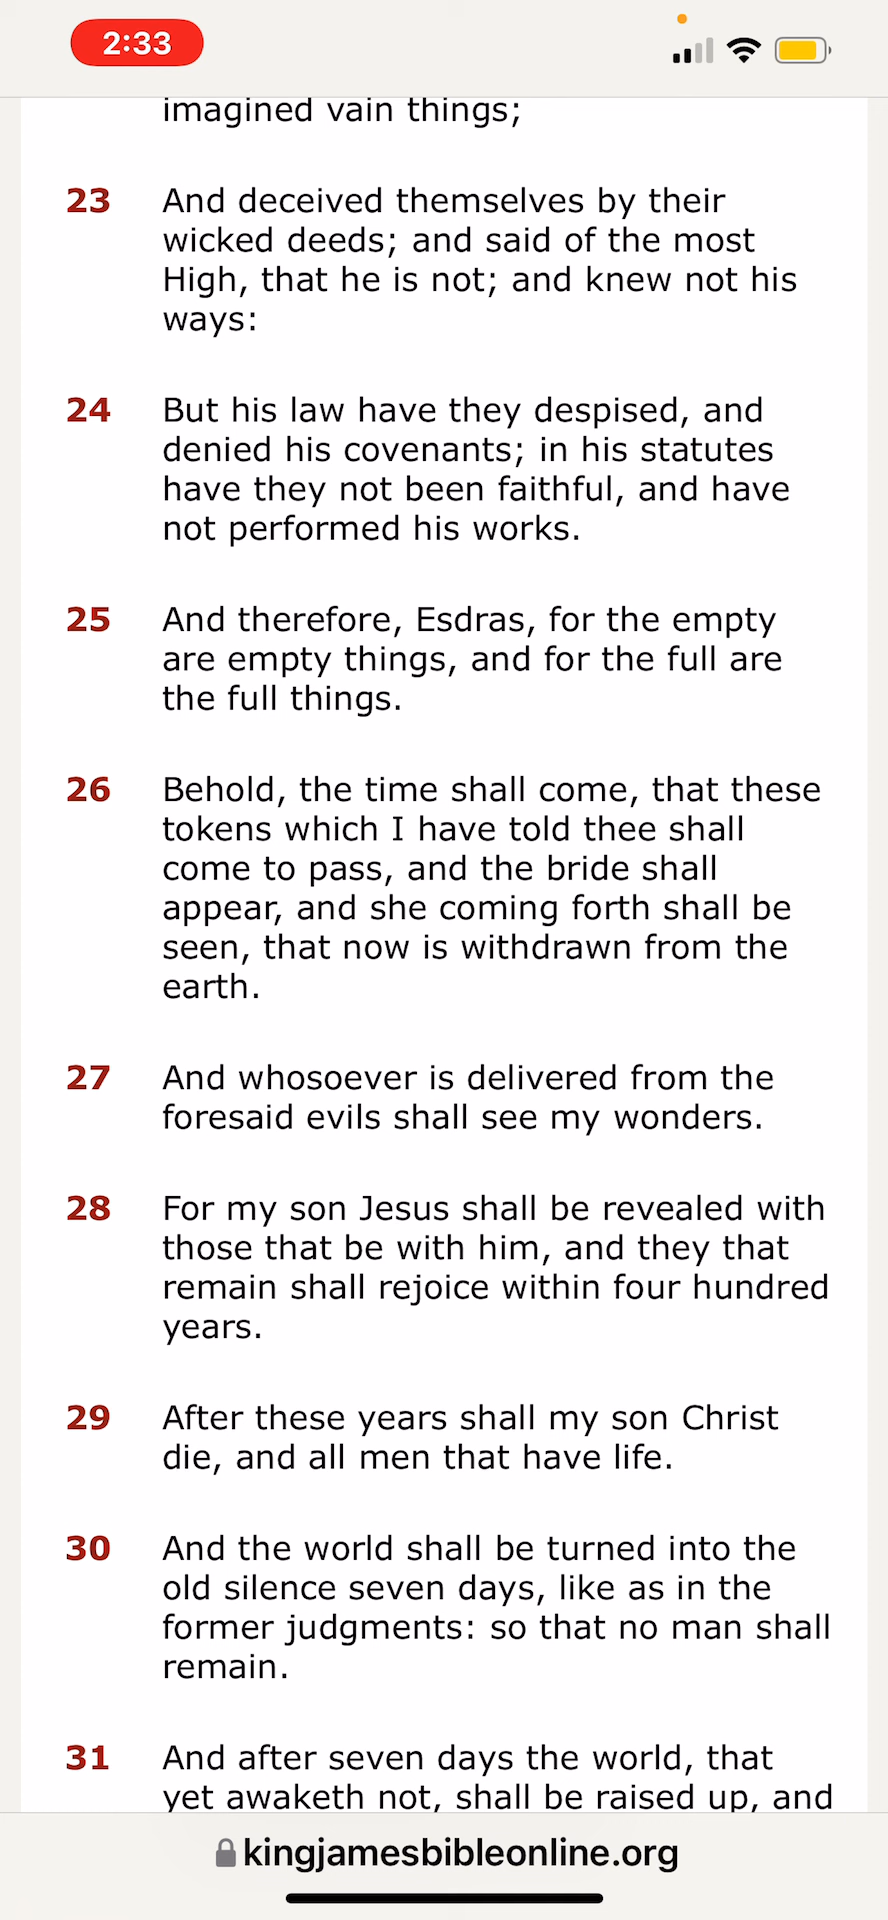 2:33
imagined vain things;
23 And deceived themselves by their
wicked deeds; and said of the most
High, that he is not; and knew not his
ways:
24 But his law have they despised, and
denied his covenants; in his statutes
have they not been faithful, and have
not performed his works.
25 And therefore, Esdras, for the empty
are empty things, and for the full are
the full things.
26 Behold, the time shall come, that these
tokens which I have told thee shall
come to pass, and the bride shall
appear, and she coming forth shall be
seen, that now is withdrawn from the
earth.
27 And whosoever is delivered from the
foresaid evils shall see my wonders.
28 For my son Jesus shall be revealed with
those that be with him, and they that
remain shall rejoice within four hundred
years.
29 After these years shall my son Christ
die, and all men that have life.
30 And the world shall be turned into the
old silence seven days, like as in the
former judgments: so that no man shall
remain.
31 And after seven days the world, that
yet awaketh not, shall be raised up, and
kingjamesbibleonline.org